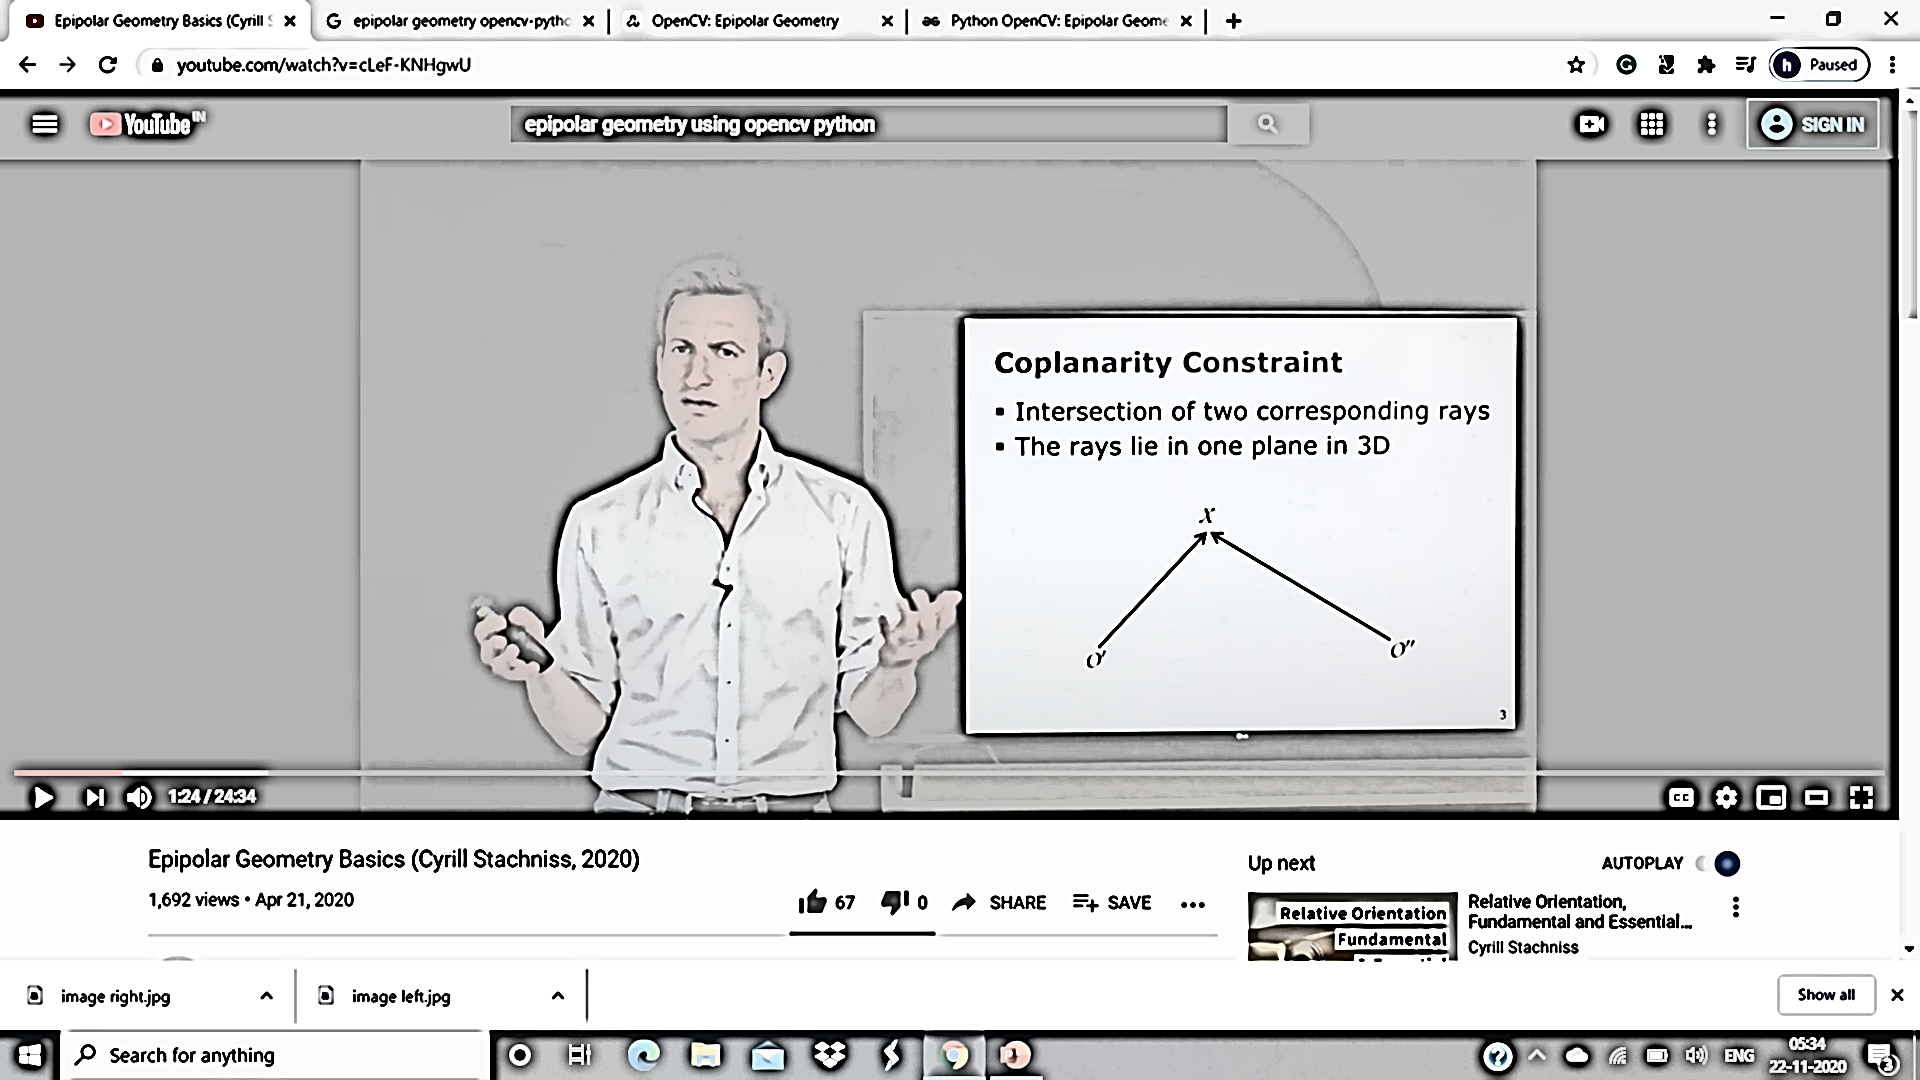 Epipolar Geometry Basics (Cyrill S
epipolar geometry opencv-pytho
OpenCV: Epipolar Geometry
Python OpenCV: Epipolar Geome
youtube.com/watch?v=cLeF-KNHgwU
Paused
YouTube IN
epipolar geometry using opencv python
SIGN IN
Coplanarity Constraint
▪ Intersection of two corresponding rays
▪ The rays lie in one plane in 3D
X
O'
O''
3
1:24 / 24:34
CC
Epipolar Geometry Basics (Cyrill Stachniss, 2020)
1,692 views • Apr 21, 2020
67
0
SHARE
SAVE
Up next
AUTOPLAY
Relative Orientation
Fundamental
Relative Orientation,
Fundamental and Essential...
Cyrill Stachniss
image right.jpg
image left.jpg
Show all
Search for anything
ENG
05:34
22-11-2020
3